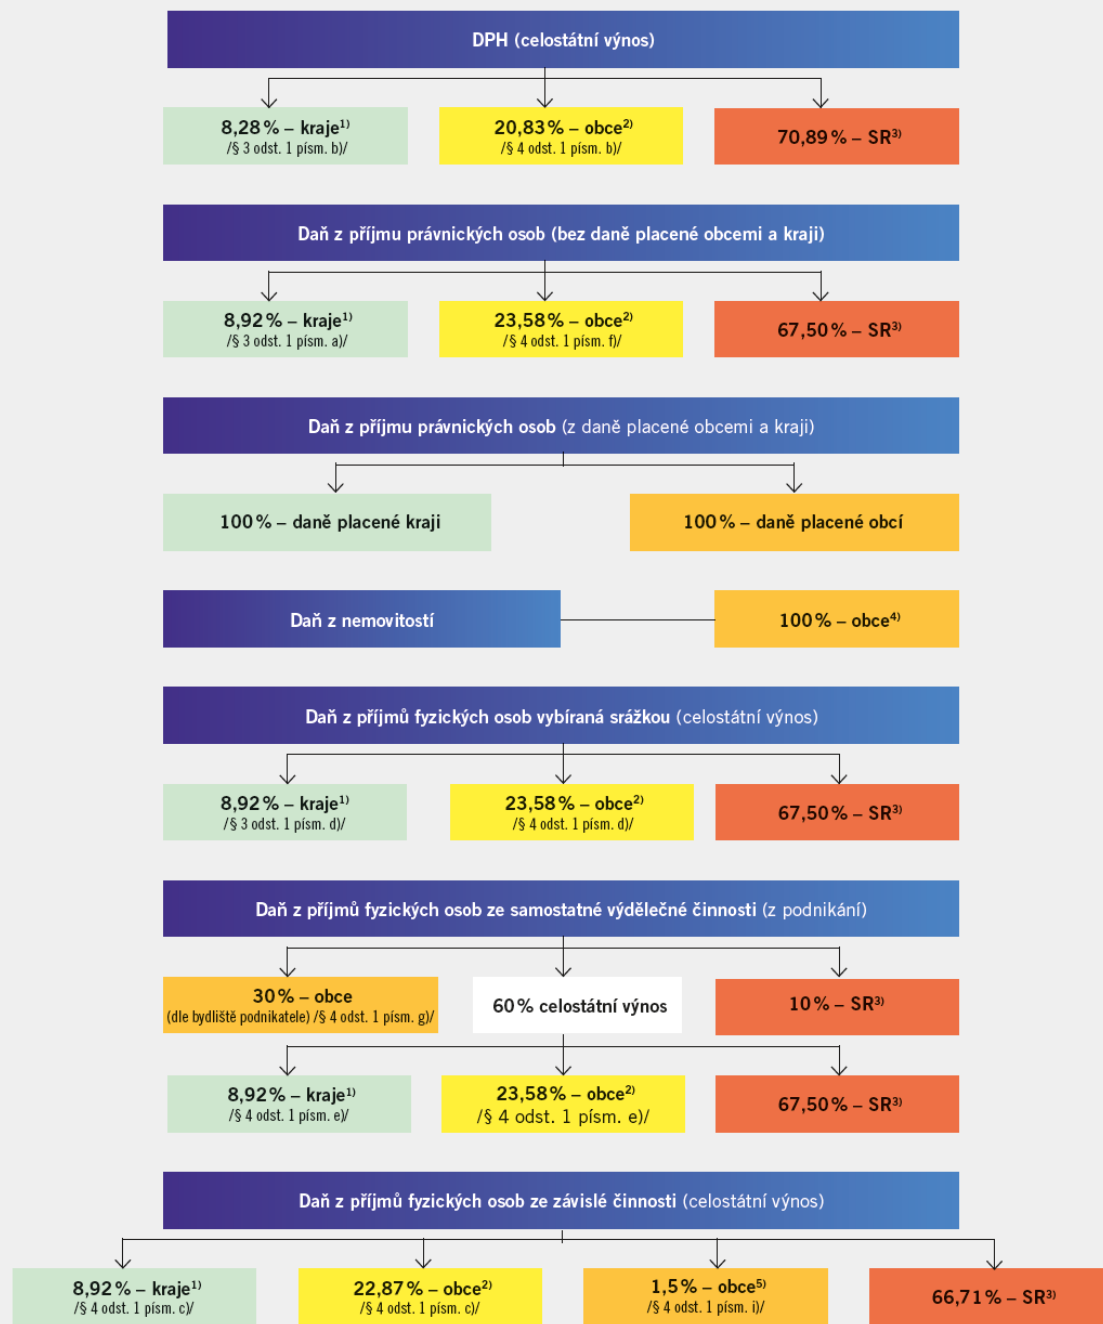 DPH (celostátní výnos)
8,28 % – kraje¹⁾
/§ 3 odst. 1 písm. b)/
20,83 % – obce²⁾
/§ 4 odst. 1 písm. b)/
70,89 % – SR³⁾
Daň z příjmu právnických osob (bez daně placené obcemi a kraji)
8,92 % – kraje¹⁾
/§ 3 odst. 1 písm. a)/
23,58 % – obce²⁾
/§ 4 odst. 1 písm. f)/
67,50 % – SR³⁾
Daň z příjmu právnických osob (z daně placené obcemi a kraji)
100 % – daně placené kraji
100 % – daně placené obcí
Daň z nemovitostí
100 % – obce⁴⁾
Daň z příjmů fyzických osob vybíraná srážkou (celostátní výnos)
8,92 % – kraje¹⁾
/§ 3 odst. 1 písm. d)/
23,58 % – obce²⁾
/§ 4 odst. 1 písm. d)/
67,50 % – SR³⁾
Daň z příjmů fyzických osob ze samostatné výdělečné činnosti (z podnikání)
30 % – obce
(dle bydliště podnikatele) /§ 4 odst. 1 písm. g)/
60 % celostátní výnos
10 % – SR³⁾
8,92 % – kraje¹⁾
/§ 4 odst. 1 písm. e)/
23,58 % – obce²⁾
/§ 4 odst. 1 písm. e)/
67,50 % – SR³⁾
Daň z příjmů fyzických osob ze závislé činnosti (celostátní výnos)
8,92 % – kraje¹⁾
/§ 4 odst. 1 písm. c)/
22,87 % – obce²⁾
/§ 4 odst. 1 písm. c)/
1,5 % – obce⁵⁾
/§ 4 odst. 1 písm. i)/
66,71 % – SR³⁾